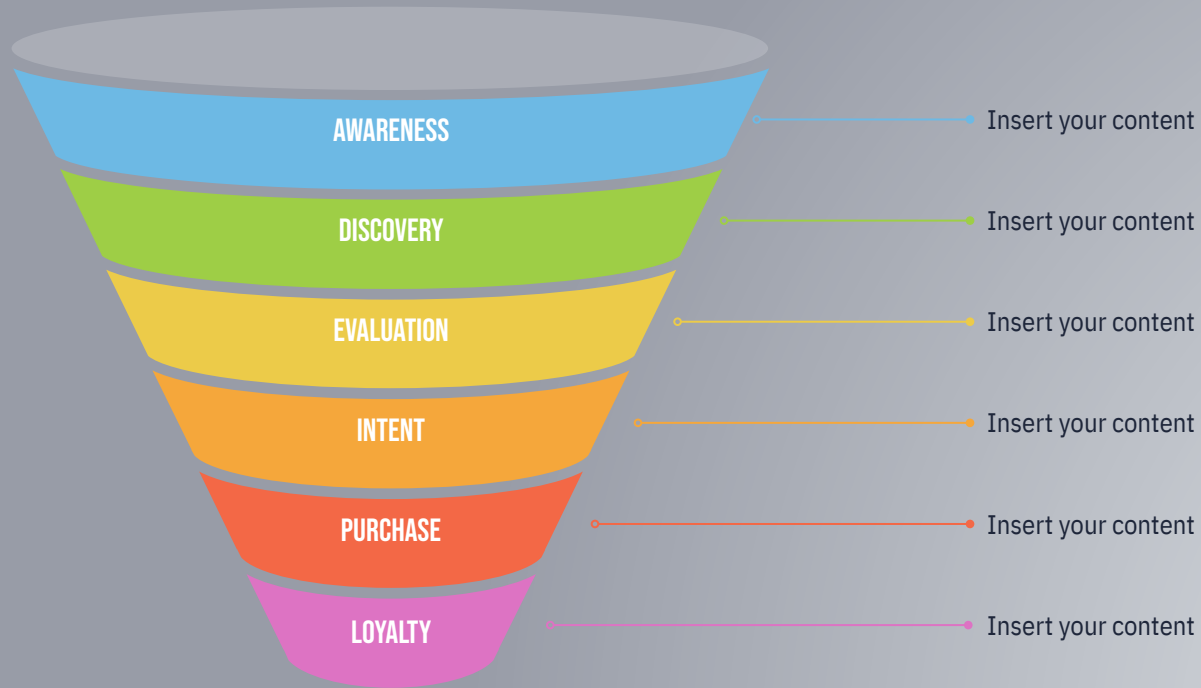 AWARENESS
Insert your content
DISCOVERY
Insert your content
EVALUATION
Insert your content
INTENT
Insert your content
PURCHASE
Insert your content
LOYALTY
Insert your content